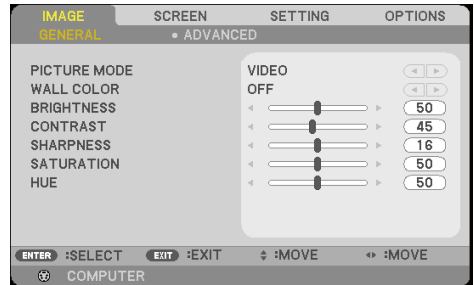 IMAGE SCREEN SETTING OPTIONS
GENERAL • ADVANCED
PICTURE MODE VIDEO
WALL COLOR OFF
BRIGHTNESS 50
CONTRAST 45
SHARPNESS 16
SATURATION 50
HUE 50
ENTER :SELECT EXIT :EXIT :MOVE :MOVE
COMPUTER